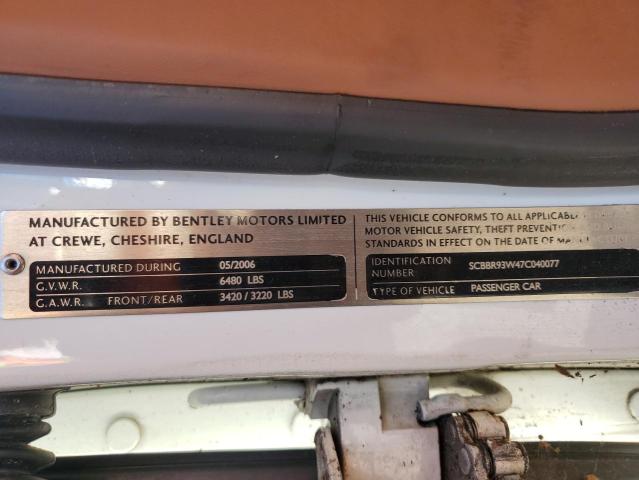 MANUFACTURED BY BENTLEY MOTORS LIMITED
AT CREWE, CHESHIRE, ENGLAND
MANUFACTURED DURING 05/2006
G.V.W.R. 6480 LBS
G.A.W.R. FRONT/REAR 3420 / 3220 LBS
THIS VEHICLE CONFORMS TO ALL APPLICABL
MOTOR VEHICLE SAFETY, THEFT PREVENTI
STANDARDS IN EFFECT ON THE DATE OF
IDENTIFICATION
NUMBER: SCBBR93W47C040077
TYPE OF VEHICLE PASSENGER CAR